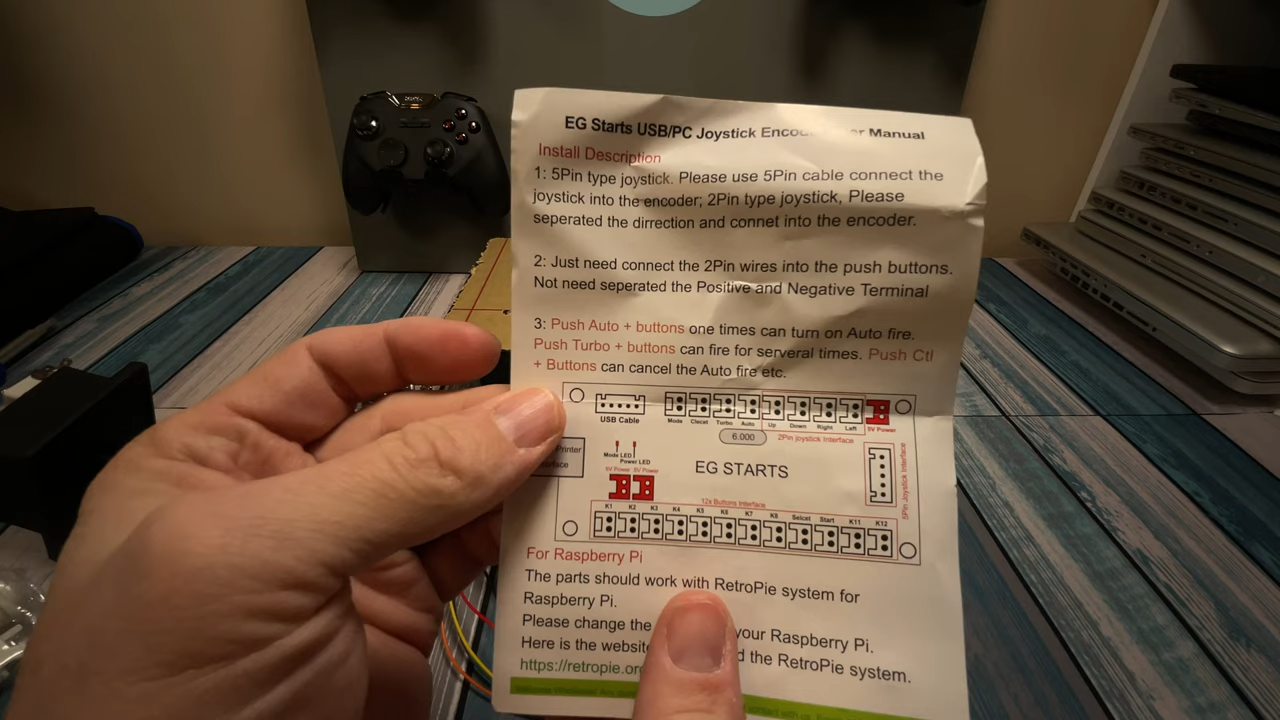 EG Starts USB/PC Joystick Manual
Install Description
1: 5Pin type joystick. Please use 5Pin cable connect the
joystick into the encoder; 2Pin type joystick, Please
seperated the dirrection and connet into the encoder.
2: Just need connect the 2Pin wires into the push buttons.
Not need seperated the Positive and Negative Terminal
3: Push Auto + buttons one times can turn on Auto fire.
Push Turbo + buttons can fire for serveral times. Push Ctl
+ Buttons can cancel the Auto fire etc.
USB Cable
Mode Clecat Turbo Auto Up Down Right Left 5V Power
6.000
2Pin joystick Interface
Mode LED
Power LED
EG STARTS
5Pin Joystick Interface
5V Power 5V Power
12x Buttons Interface
K1 K2 K3 K4 K5 K6 K7 K8 Selcat Start K11 K12
For Raspberry Pi
The parts should work with RetroPie system for
Raspberry Pi.
Please change the your Raspberry Pi.
Here is the the RetroPie system.